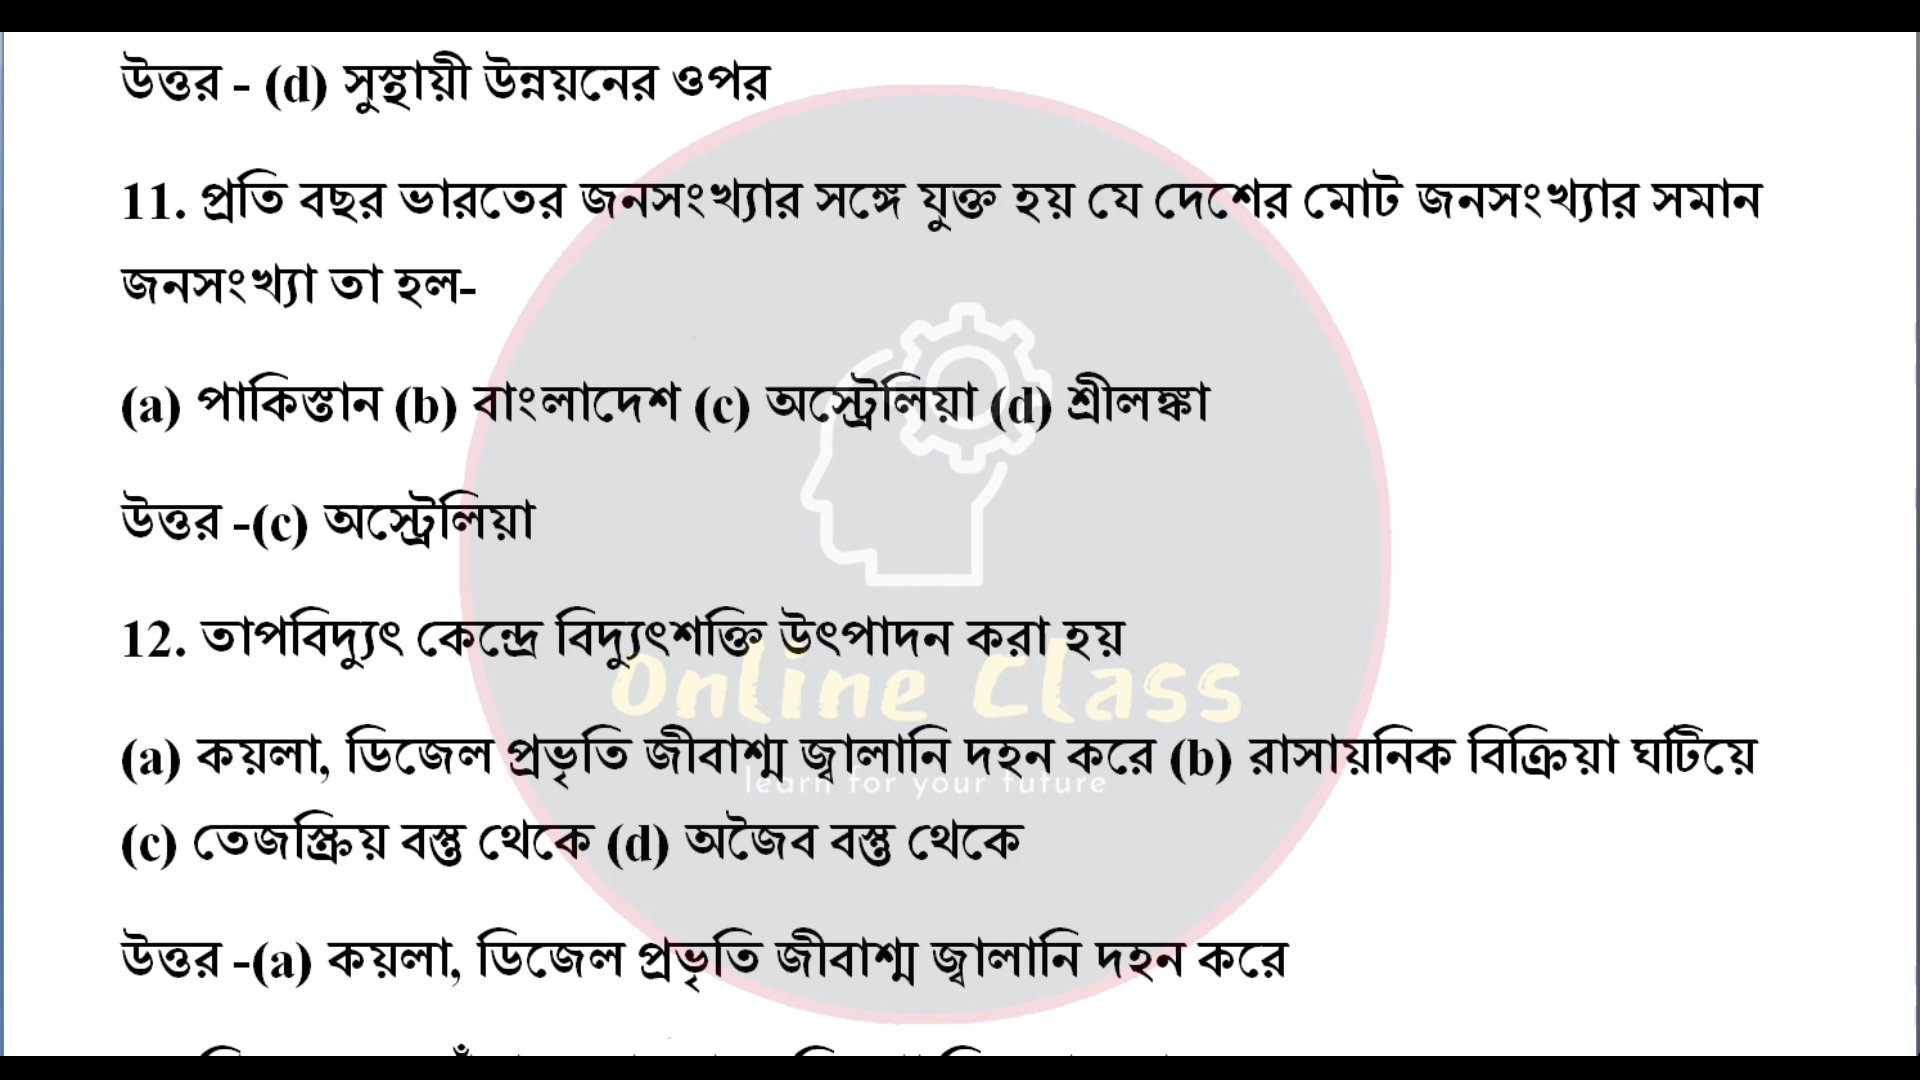 উত্তর - (d) সুস্থায়ী উন্নয়নের ওপর
11. প্রতি বছর ভারতের জনসংখ্যার সঙ্গে যুক্ত হয় যে দেশের মোট জনসংখ্যার সমান
জনসংখ্যা তা হল-
(a) পাকিস্তান (b) বাংলাদেশ (c) অস্ট্রেলিয়া (d) শ্রীলঙ্কা
উত্তর -(c) অস্ট্রেলিয়া
12. তাপবিদ্যুৎ কেন্দ্রে বিদ্যুৎশক্তি উৎপাদন করা হয়
Online Class
(a) কয়লা, ডিজেল প্রভৃতি জীবাশ্ম জ্বালানি দহন করে (b) রাসায়নিক বিক্রিয়া ঘটিয়ে
learn for your future
(c) তেজস্ক্রিয় বস্তু থেকে (d) অজৈব বস্তু থেকে
উত্তর -(a) কয়লা, ডিজেল প্রভৃতি জীবাশ্ম জ্বালানি দহন করে